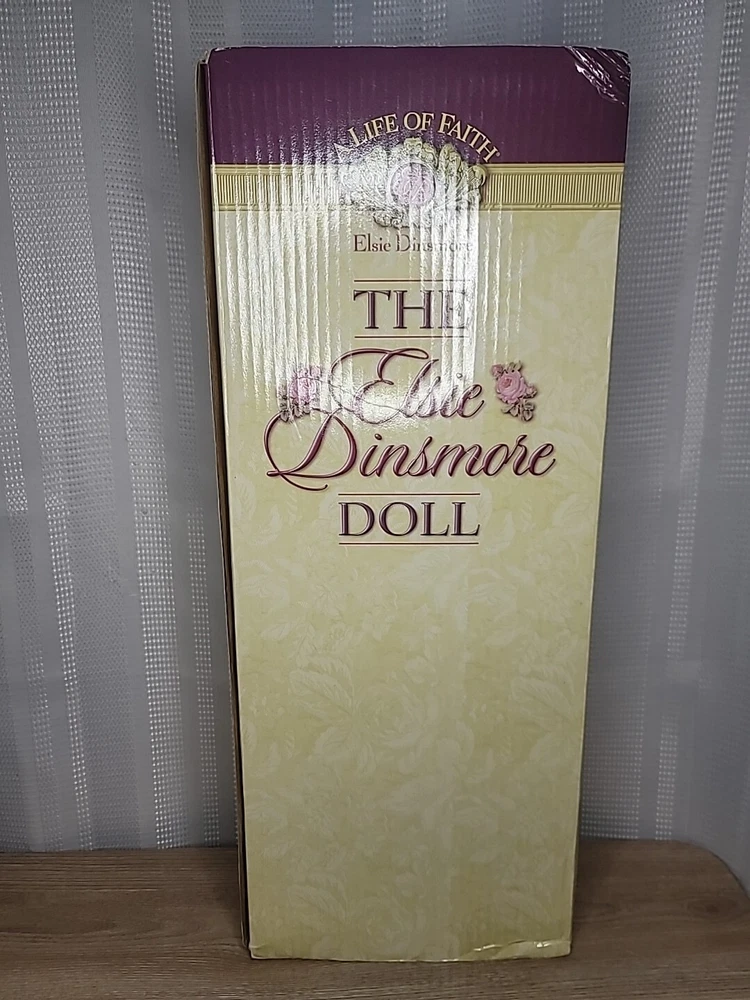 A LIFE OF FAITH®
Elsie Dinsmore
THE
Elsie
Dinsmore
DOLL